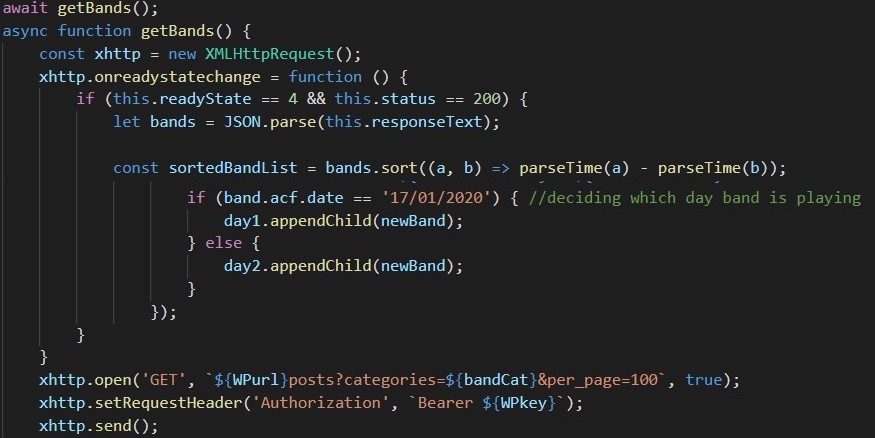 await getBands();
async function getBands() {
const xhttp = new XMLHttpRequest();
xhttp.onreadystatechange = function () {
if (this.readyState == 4 && this.status == 200) {
let bands = JSON.parse(this.responseText);
const sortedBandList = bands.sort((a, b) => parseTime(a) - parseTime(b));
if (band.acf.date == '17/01/2020') { //deciding which day band is playing
day1.appendChild(newBand);
} else {
day2.appendChild(newBand);
}
});
}
}
xhttp.open('GET', `${WPurl}posts?categories=${bandCat}&per_page=100`, true);
xhttp.setRequestHeader('Authorization', `Bearer ${WPkey}`);
xhttp.send();